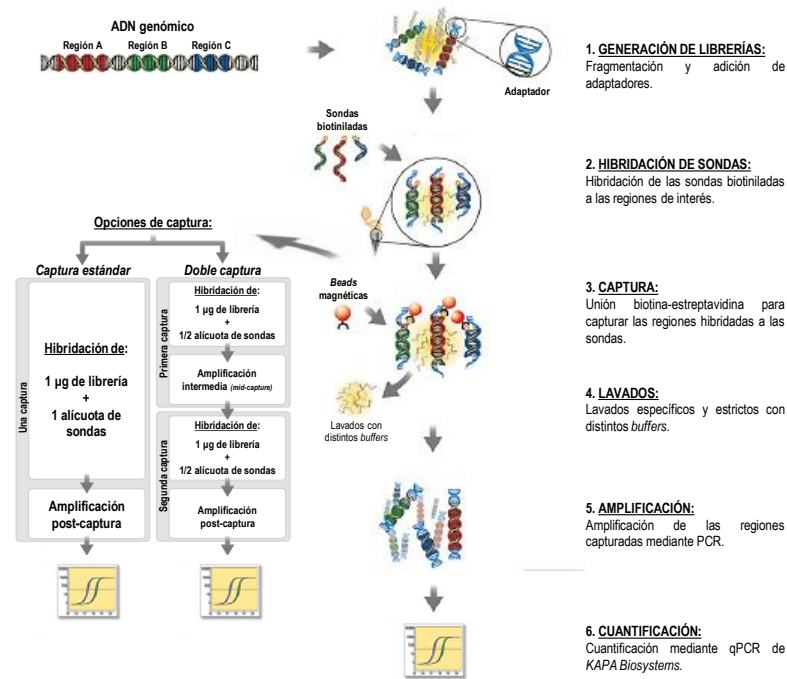 ADN genómico
Región A Región B Región C
Adaptador
1. GENERACIÓN DE LIBRERÍAS:
Fragmentación y adición de
adaptadores.
Sondas
biotiniladas
2. HIBRIDACIÓN DE SONDAS:
Hibridación de las sondas biotiniladas
a las regiones de interés.
Opciones de captura:
Captura estándar
Doble captura
Una captura
Hibridación de:
1 µg de librería
+
1 alícuota de
sondas
Amplificación
post-captura
Primera captura
Hibridación de:
1 µg de librería
+
1/2 alícuota de sondas
Amplificación
intermedia (mid-capture)
Segunda captura
Hibridación de:
1 µg de librería
+
1/2 alícuota de sondas
Amplificación
post-captura
Beads
magnéticas
3. CAPTURA:
Unión biotina-estreptavidina para
capturar las regiones hibridadas a las
sondas.
Lavados con
distintos buffers
4. LAVADOS:
Lavados específicos y estrictos con
distintos buffers.
5. AMPLIFICACIÓN:
Amplificación de las regiones
capturadas mediante PCR.
6. CUANTIFICACIÓN:
Cuantificación mediante qPCR de
KAPA Biosystems.